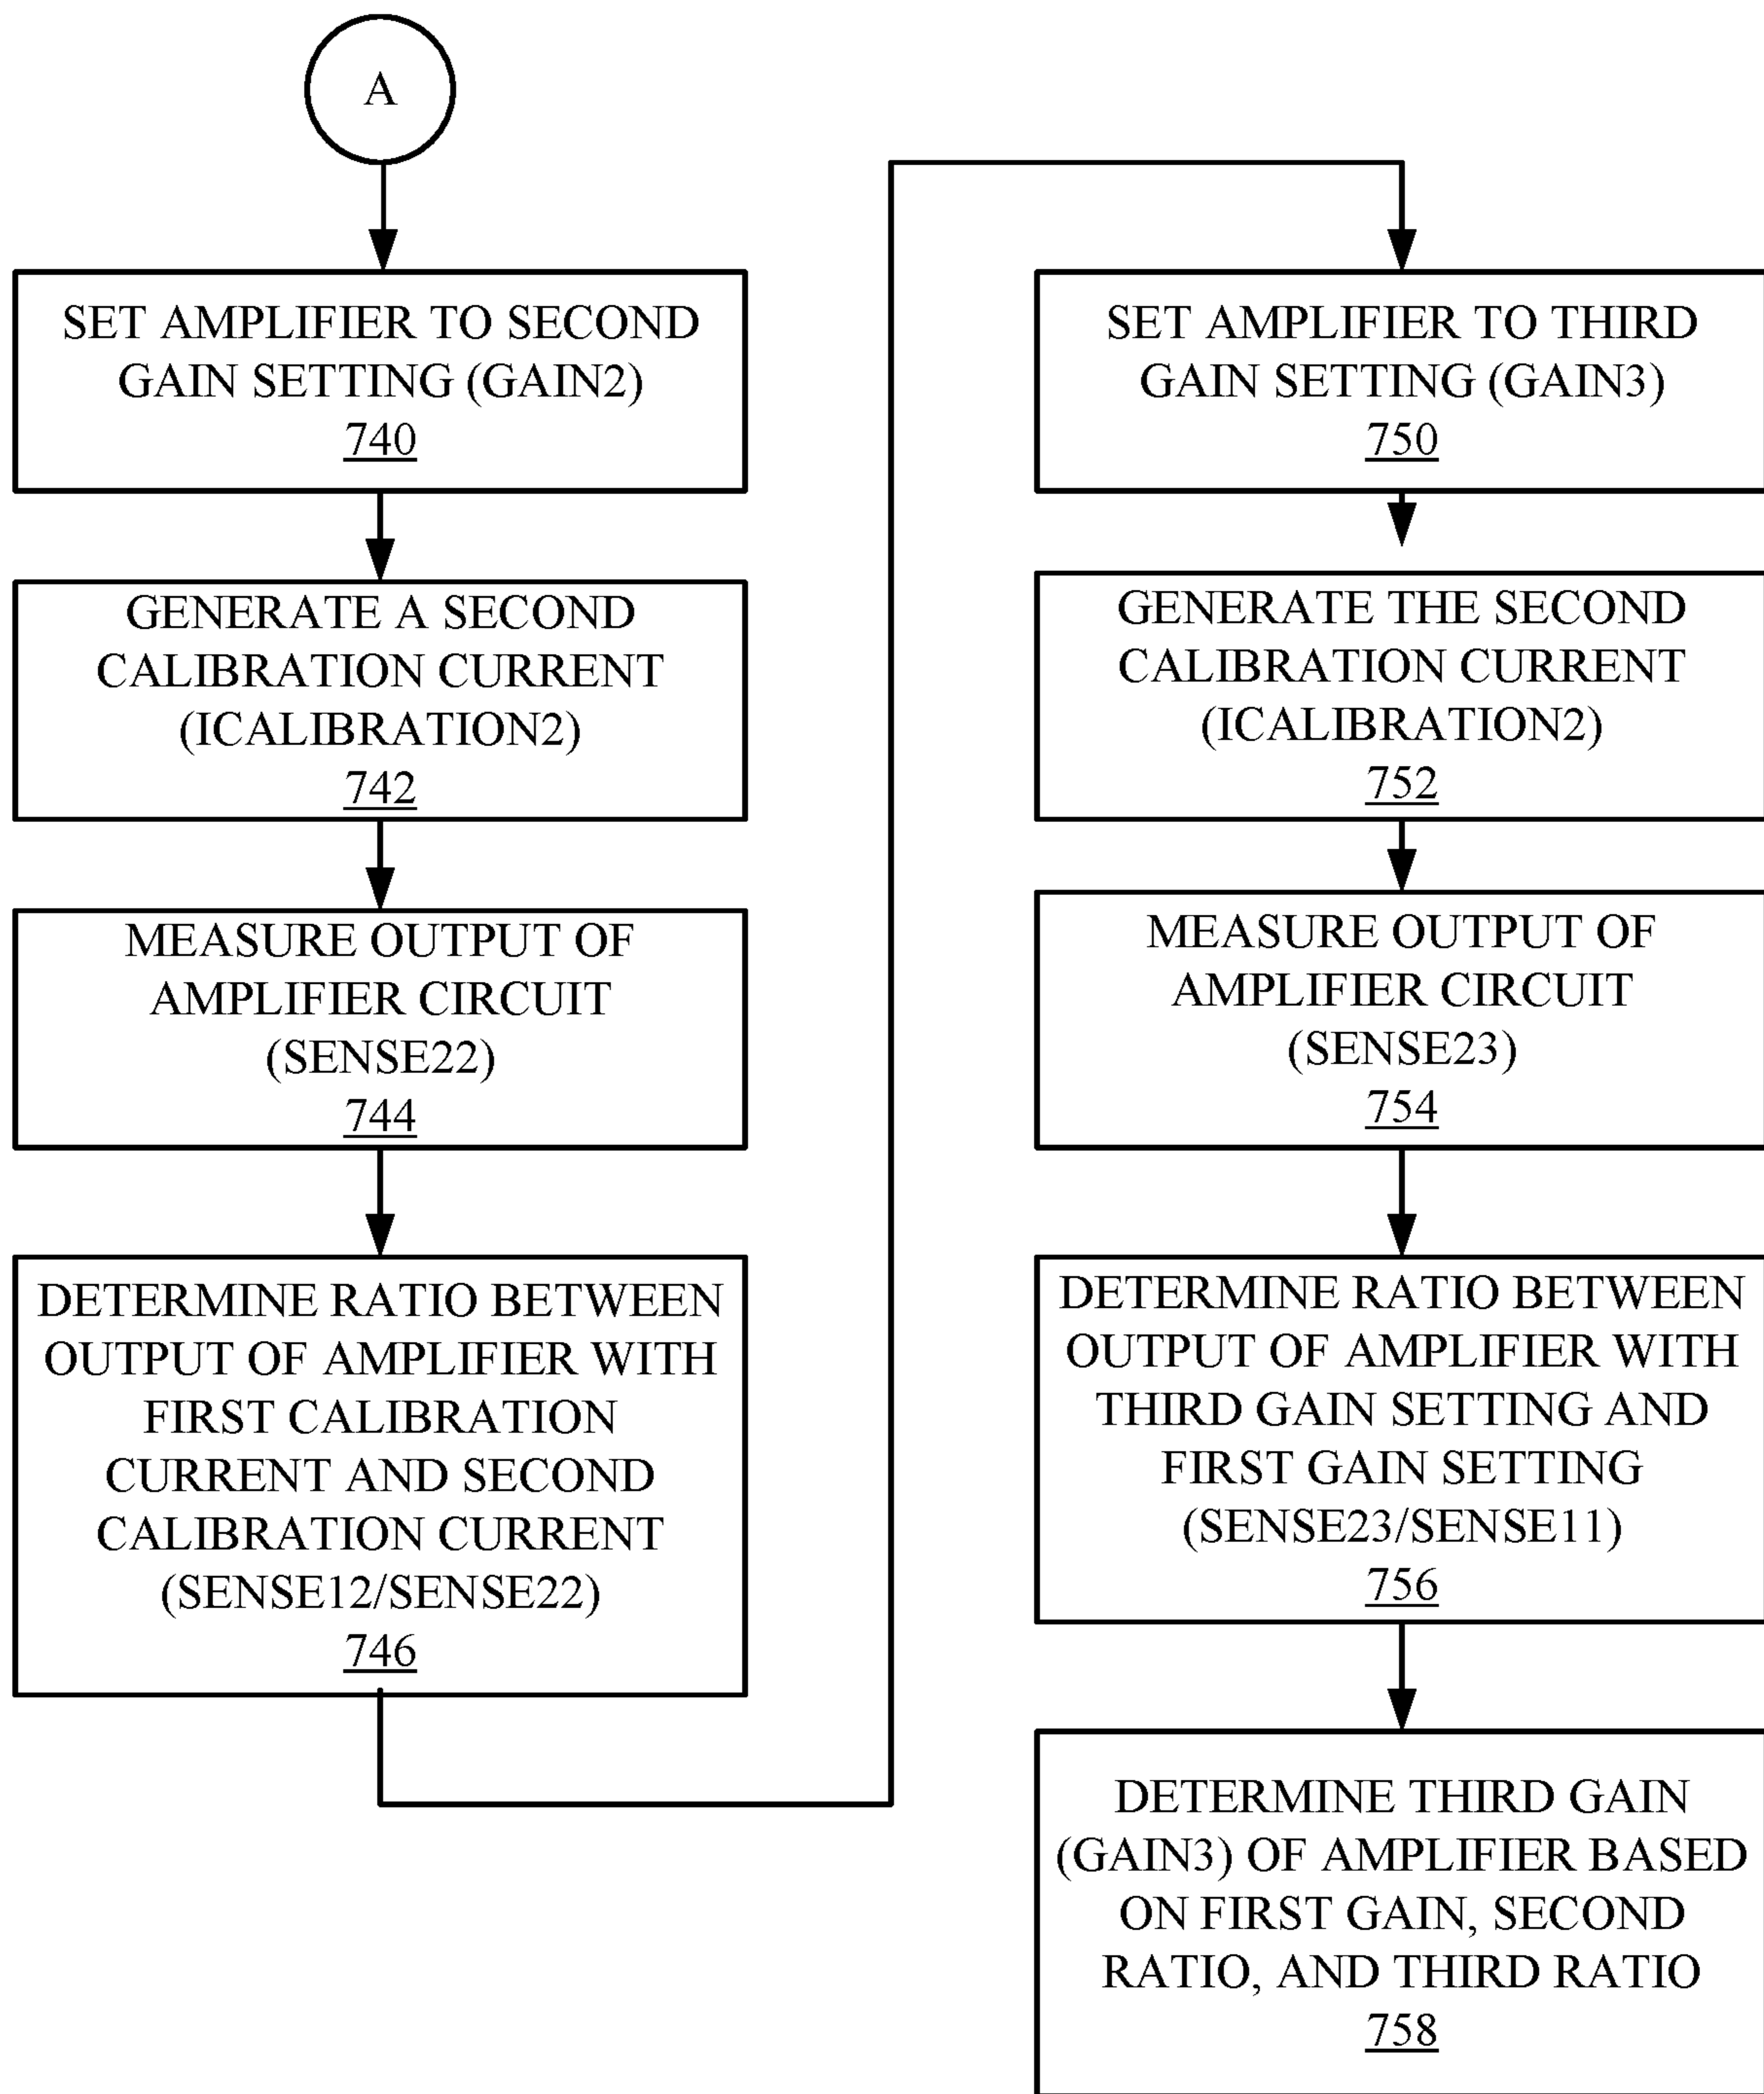 A
SET AMPLIFIER TO SECOND
GAIN SETTING (GAIN2)
740
GENERATE A SECOND
CALIBRATION CURRENT
(ICALIBRATION2)
742
MEASURE OUTPUT OF
AMPLIFIER CIRCUIT
(SENSE22)
744
DETERMINE RATIO BETWEEN
OUTPUT OF AMPLIFIER WITH
FIRST CALIBRATION
CURRENT AND SECOND
CALIBRATION CURRENT
(SENSE12/SENSE22)
746
SET AMPLIFIER TO THIRD
GAIN SETTING (GAIN3)
750
GENERATE THE SECOND
CALIBRATION CURRENT
(ICALIBRATION2)
752
MEASURE OUTPUT OF
AMPLIFIER CIRCUIT
(SENSE23)
754
DETERMINE RATIO BETWEEN
OUTPUT OF AMPLIFIER WITH
THIRD GAIN SETTING AND
FIRST GAIN SETTING
(SENSE23/SENSE11)
756
DETERMINE THIRD GAIN
(GAIN3) OF AMPLIFIER BASED
ON FIRST GAIN, SECOND
RATIO, AND THIRD RATIO
758